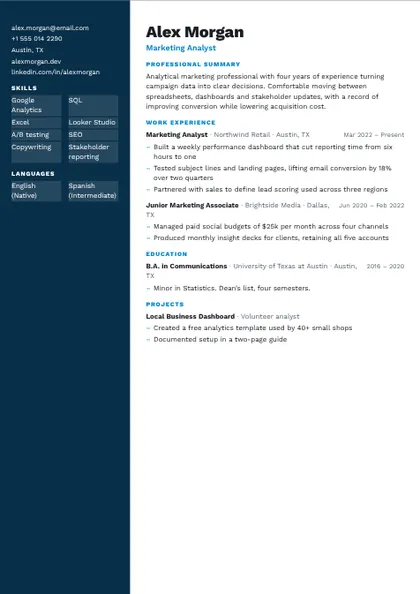 alex.morgan@email.com
+1 555 014 2290
Austin, TX
alexmorgan.dev
linkedin.com/in/alexmorgan
SKILLS
Google Analytics
SQL
Excel
Looker Studio
A/B testing
SEO
Copywriting
Stakeholder reporting
LANGUAGES
English (Native)
Spanish (Intermediate)
Alex Morgan
Marketing Analyst
PROFESSIONAL SUMMARY
Analytical marketing professional with four years of experience turning
campaign data into clear decisions. Comfortable moving between
spreadsheets, dashboards and stakeholder updates, with a record of
improving conversion while lowering acquisition cost.
WORK EXPERIENCE
Marketing Analyst · Northwind Retail · Austin, TX Mar 2022 – Present
– Built a weekly performance dashboard that cut reporting time from six
hours to one
– Tested subject lines and landing pages, lifting email conversion by 18%
over two quarters
– Partnered with sales to define lead scoring used across three regions
Junior Marketing Associate · Brightside Media · Dallas, Jun 2020 – Feb 2022
TX
– Managed paid social budgets of $25k per month across four channels
– Produced monthly insight decks for clients, retaining all five accounts
EDUCATION
B.A. in Communications · University of Texas at Austin · Austin, 2016 – 2020
TX
– Minor in Statistics. Dean's list, four semesters.
PROJECTS
Local Business Dashboard · Volunteer analyst
– Created a free analytics template used by 40+ small shops
– Documented setup in a two-page guide